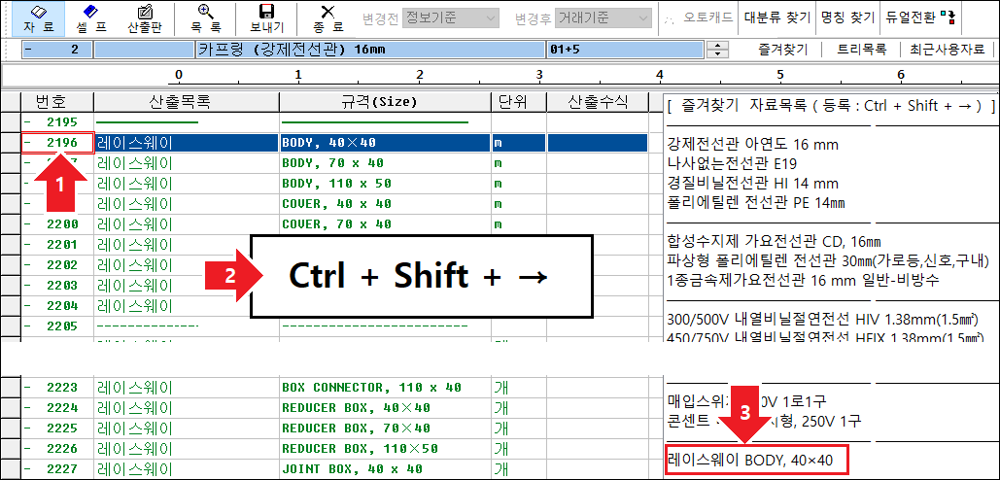 자 료 셀 프 산출판 목 록 보내기 종 료 변경전 정보기준 변경후 거래기준 오토캐드 대분류 찾기 명칭 찾기 듀얼전환
- 2 카프링 (강제전선관) 16mm 01+5 즐겨찾기 트리목록 최근사용자료
0 1 2 3 4 5 6
번호 산출목록 규격(Size) 단위 산출수식
[ 즐겨찾기 자료목록 ( 등록 : Ctrl + Shift + → ) ]
- 2195
- 2196 레이스웨이 BODY, 40×40 m
레이스웨이 BODY, 70 x 40 m
레이스웨이 BODY, 110 x 50 m
레이스웨이 COVER, 40 x 40 m
- 2200 레이스웨이 COVER, 70 x 40 m
- 2201 레이스웨이
- 2202 레이스웨이
- 2203 레이스웨이
- 2204 레이스웨이
- 2205
1
2
Ctrl + Shift + →
강제전선관 아연도 16 mm
나사없는전선관 E19
경질비닐전선관 HI 14 mm
폴리에틸렌 전선관 PE 14㎜
합성수지제 가요전선관 CD, 16㎜
파상형 폴리에틸렌 전선관 30㎜(가로등,신호,구내)
1종금속제가요전선관 16 mm 일반-비방수
300/500V 내열비닐절연전선 HIV 1.38mm(1.5㎟)
450/750V 내열비닐절연전선 HFIX 1.38mm(1.5㎟)
- 2223 레이스웨이 BOX CONNECTOR, 110 x 40 개
- 2224 레이스웨이 REDUCER BOX, 40×40 개
- 2225 레이스웨이 REDUCER BOX, 70×40 개
- 2226 레이스웨이 REDUCER BOX, 110×50 개
- 2227 레이스웨이 JOINT BOX, 40 x 40 개
매입스위 0V 1로1구
콘센트 시형, 250V 1구
3
레이스웨이 BODY, 40×40